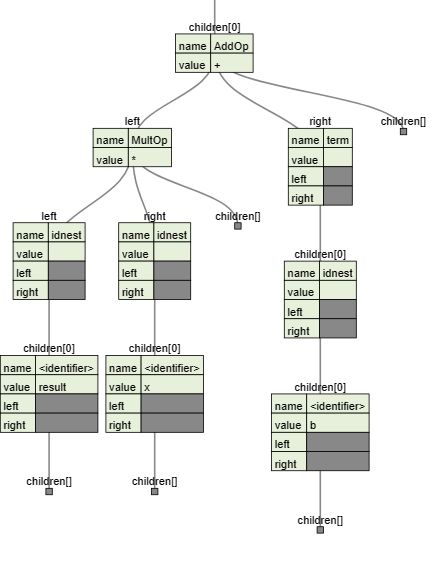 children[0]
name AddOp
value +
left
name MultOp
value *
right
name term
value
left
right
children[]
left
name idnest
value
left
right
right
name idnest
value
left
right
children[]
children[0]
name idnest
value
left
right
children[0]
name <identifier>
value result
left
right
children[0]
name <identifier>
value x
left
right
children[0]
name <identifier>
value b
left
right
children[]
children[]
children[]